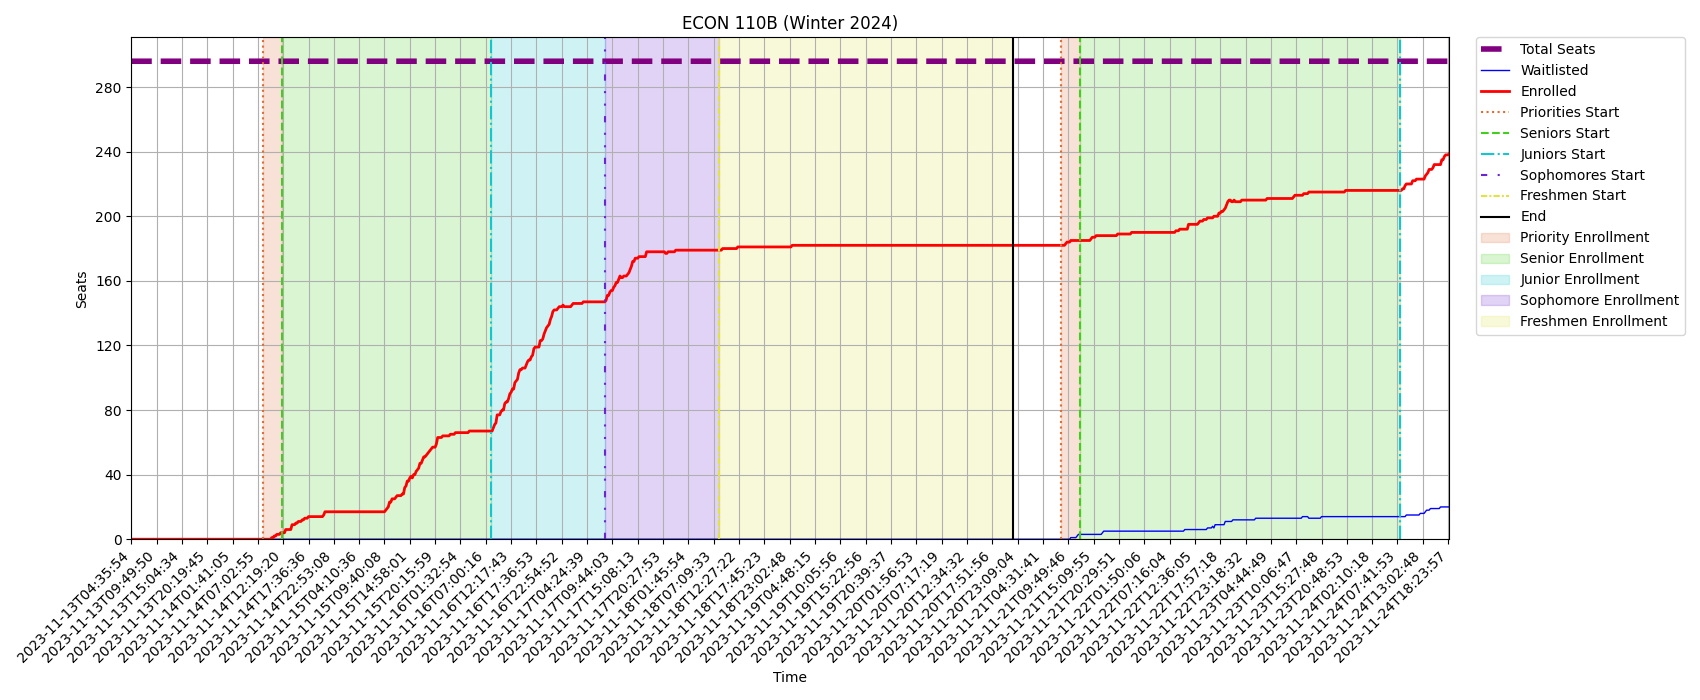 ECON 110B (Winter 2024)
Seats
280
240
200
160
120
80
40
0
2023-11-13T04:35:54
2023-11-13T09:49:50
2023-11-13T15:04:34
2023-11-13T20:19:45
2023-11-14T01:41:05
2023-11-14T07:02:55
2023-11-14T12:19:20
2023-11-14T17:36:36
2023-11-14T22:53:08
2023-11-15T04:10:36
2023-11-15T09:40:08
2023-11-15T14:58:01
2023-11-15T20:15:59
2023-11-16T01:32:54
2023-11-16T07:00:16
2023-11-16T12:17:43
2023-11-16T17:36:53
2023-11-16T22:54:52
2023-11-17T04:24:39
2023-11-17T09:44:03
2023-11-17T15:08:13
2023-11-17T20:27:53
2023-11-18T01:45:54
2023-11-18T07:09:33
2023-11-18T12:27:22
2023-11-18T17:45:23
2023-11-18T23:02:48
2023-11-19T04:48:15
2023-11-19T10:05:56
2023-11-19T15:22:56
2023-11-19T20:39:37
2023-11-20T01:56:53
2023-11-20T07:17:19
2023-11-20T12:34:32
2023-11-20T17:51:56
2023-11-20T23:09:04
2023-11-21T04:31:41
2023-11-21T09:49:46
2023-11-21T15:09:55
2023-11-21T20:29:51
2023-11-22T01:50:06
2023-11-22T07:16:04
2023-11-22T12:36:05
2023-11-22T17:57:18
2023-11-22T23:18:32
2023-11-23T04:44:49
2023-11-23T10:06:47
2023-11-23T15:27:48
2023-11-23T20:48:53
2023-11-24T02:10:18
2023-11-24T07:41:53
2023-11-24T13:02:48
2023-11-24T18:23:57
Time
Total Seats
Waitlisted
Enrolled
Priorities Start
Seniors Start
Juniors Start
Sophomores Start
Freshmen Start
End
Priority Enrollment
Senior Enrollment
Junior Enrollment
Sophomore Enrollment
Freshmen Enrollment